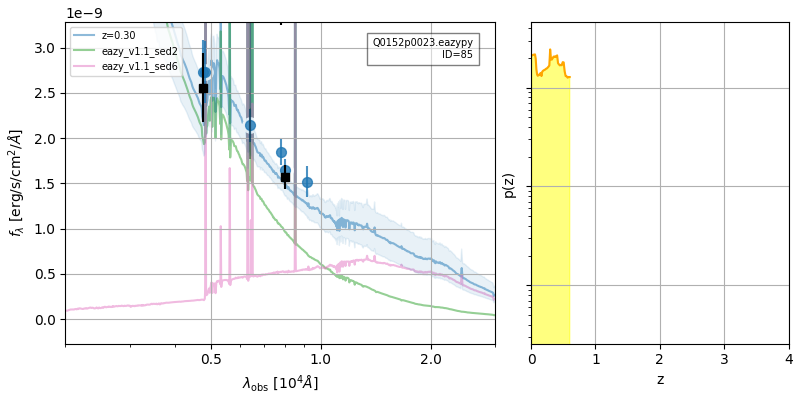 1e−9
z=0.30
eazy_v1.1_sed2
eazy_v1.1_sed6
Q0152p0023.eazypy
ID=85
3.0
2.5
2.0
1.5
1.0
0.5
0.0
fλ [erg/s/cm²/Å]
0.5
1.0
2.0
λobs [10⁴Å]
p(z)
0
1
2
3
4
z